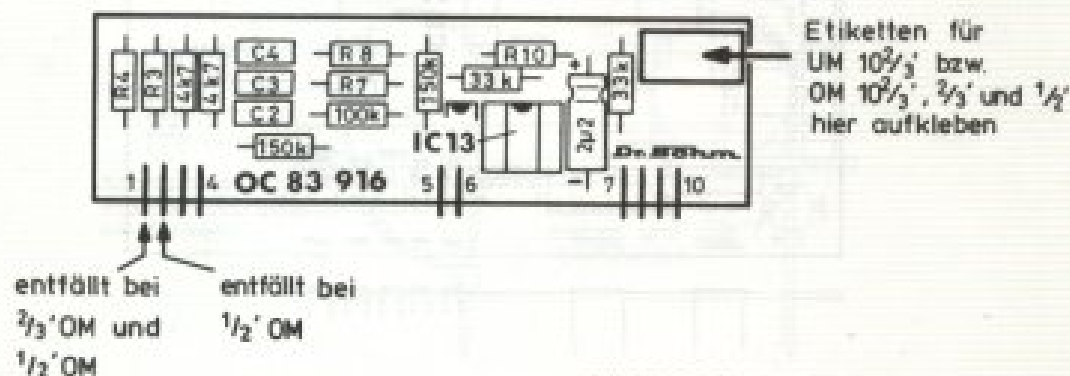 Etiketten für
UM 10⅔' bzw.
OM 10⅔', ⅔' und ½'
hier aufkleben
R4
R3
4k7
4k7
C4
C3
C2
150k
R8
R7
100k
150k
R10
33k
IC13
+
2µ2
-
33k
Dr. Böhm
1
4
OC 83 916
5
6
7
10
entfällt bei
⅔' OM und
½' OM
entfällt bei
½' OM